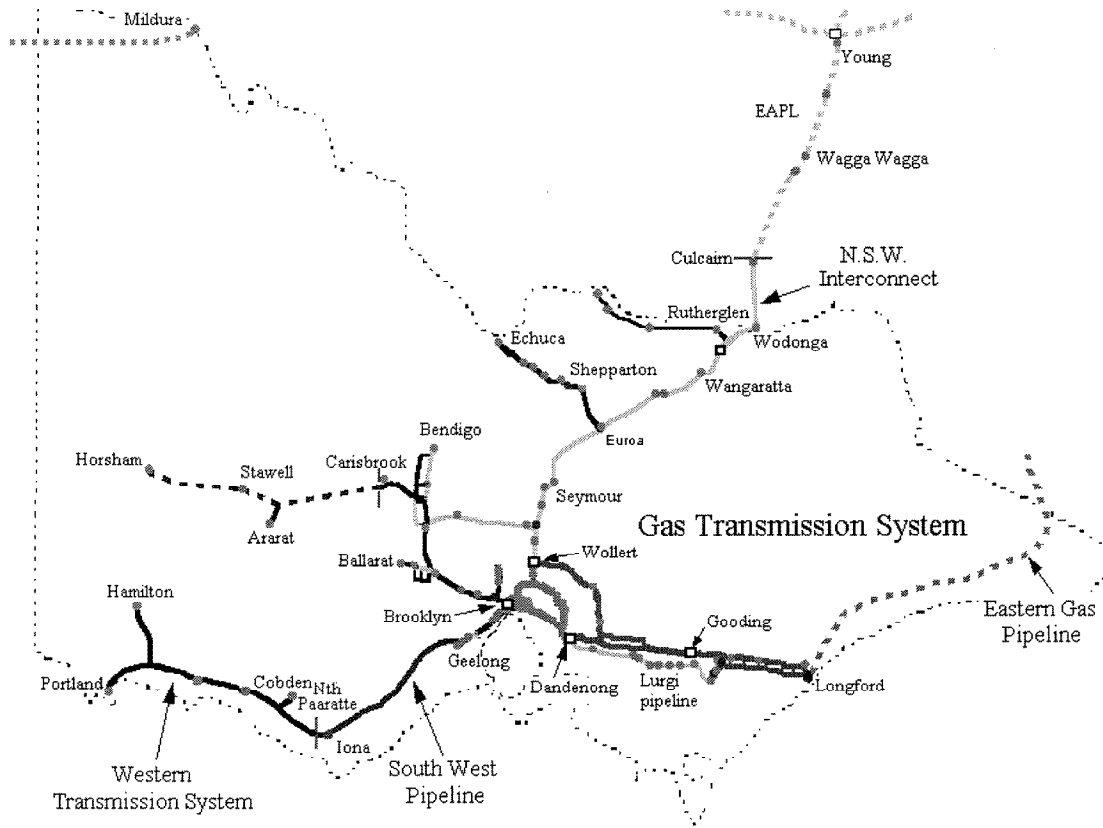 Mildura
Young
EAPL
Wagga Wagga
Culcairn
N.S.W.
Interconnect
Rutherglen
Echuca
Wodonga
Shepparton
Wangaratta
Bendigo
Euroa
Horsham
Stawell
Carisbrook
Seymour
Gas Transmission System
Ararat
Ballarat
Wollert
Hamilton
Brooklyn
Gooding
Eastern Gas
Pipeline
Geelong
Portland
Cobden
Nth
Paaratte
Dandenong
Lurgi
pipeline
Longford
Iona
Western
Transmission System
South West
Pipeline